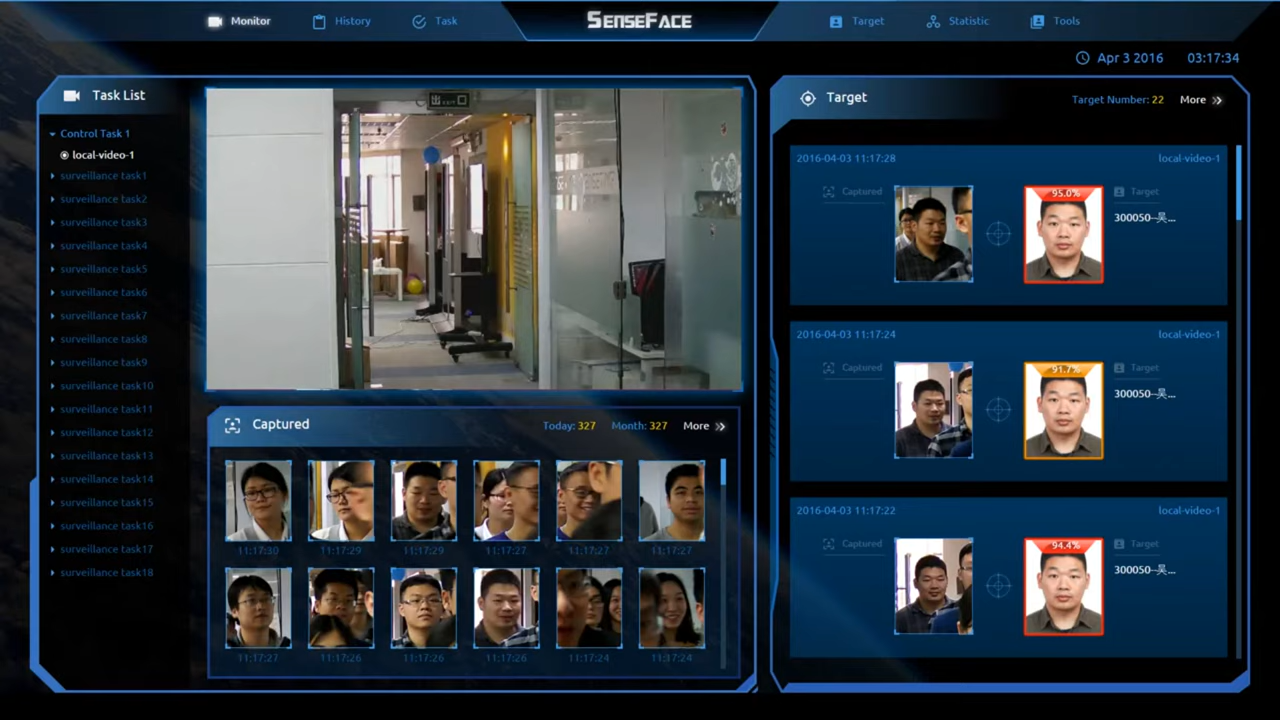 Monitor
History
Task
SENSEFACE
Target
Statistic
Tools
Apr 3 2016 03:17:34
Task List
Control Task 1
local-video-1
surveillance task1
surveillance task2
surveillance task3
surveillance task4
surveillance task5
surveillance task6
surveillance task7
surveillance task8
surveillance task9
surveillance task10
surveillance task11
surveillance task12
surveillance task13
surveillance task14
surveillance task15
surveillance task16
surveillance task17
surveillance task18
出 EXIT 口
Captured
Today: 327 Month: 327 More
11:17:30 11:17:29 11:17:29 11:17:27 11:17:27 11:17:27
11:17:27 11:17:26 11:17:26 11:17:26 11:17:24 11:17:24
Target
Target Number: 22 More
2016-04-03 11:17:28 local-video-1
Captured 95.0% Target
300050-吴...
2016-04-03 11:17:24 local-video-1
Captured 91.7% Target
300050-吴...
2016-04-03 11:17:22 local-video-1
Captured 94.4% Target
300050-吴...